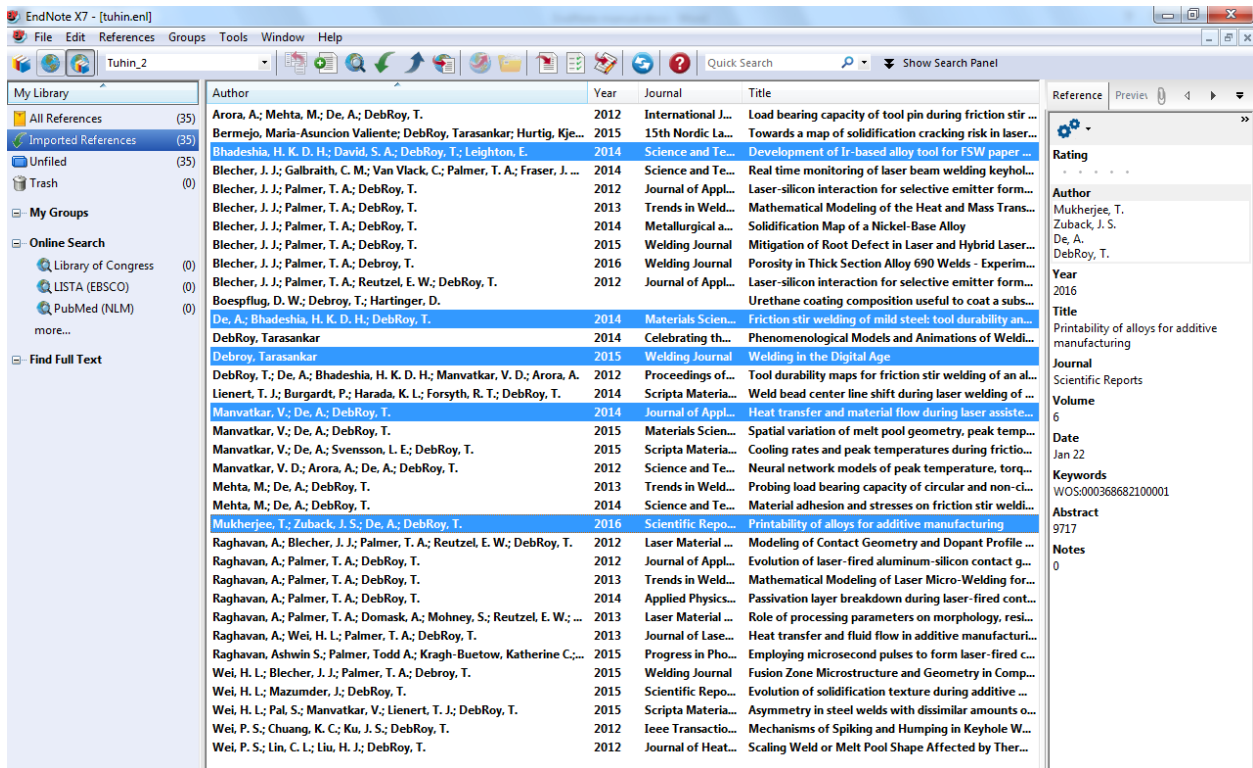 EndNote X7 - [tuhin.enl]
File Edit References Groups Tools Window Help
Tuhin_2 Quick Search Show Search Panel
My Library
All References (35)
Imported References (35)
Unfiled (35)
Trash (0)
My Groups
Online Search
Library of Congress (0)
LISTA (EBSCO) (0)
PubMed (NLM) (0)
more...
Find Full Text
Author Year Journal Title
Arora, A.; Mehta, M.; De, A.; DebRoy, T. 2012 International J... Load bearing capacity of tool pin during friction stir ...
Bermejo, Maria-Asuncion Valiente; DebRoy, Tarasankar; Hurtig, Kje... 2015 15th Nordic La... Towards a map of solidification cracking risk in laser...
Bhadeshia, H. K. D. H.; David, S. A.; DebRoy, T.; Leighton, E. 2014 Science and Te... Development of Ir-based alloy tool for FSW paper ...
Blecher, J. J.; Galbraith, C. M.; Van Vlack, C.; Palmer, T. A.; Fraser, J. ... 2014 Science and Te... Real time monitoring of laser beam welding keyhol...
Blecher, J. J.; Palmer, T. A.; DebRoy, T. 2012 Journal of Appl... Laser-silicon interaction for selective emitter form...
Blecher, J. J.; Palmer, T. A.; DebRoy, T. 2013 Trends in Weld... Mathematical Modeling of the Heat and Mass Trans...
Blecher, J. J.; Palmer, T. A.; DebRoy, T. 2014 Metallurgical a... Solidification Map of a Nickel-Base Alloy
Blecher, J. J.; Palmer, T. A.; DebRoy, T. 2015 Welding Journal Mitigation of Root Defect in Laser and Hybrid Laser...
Blecher, J. J.; Palmer, T. A.; Debroy, T. 2016 Welding Journal Porosity in Thick Section Alloy 690 Welds - Experim...
Blecher, J. J.; Palmer, T. A.; Reutzel, E. W.; DebRoy, T. 2012 Journal of Appl... Laser-silicon interaction for selective emitter form...
Boespflug, D. W.; Debroy, T.; Hartinger, D. Urethane coating composition useful to coat a subs...
De, A.; Bhadeshia, H. K. D. H.; DebRoy, T. 2014 Materials Scien... Friction stir welding of mild steel: tool durability an...
DebRoy, Tarasankar 2014 Celebrating th... Phenomenological Models and Animations of Weldi...
Debroy, Tarasankar 2015 Welding Journal Welding in the Digital Age
DebRoy, T.; De, A.; Bhadeshia, H. K. D. H.; Manvatkar, V. D.; Arora, A. 2012 Proceedings of... Tool durability maps for friction stir welding of an al...
Lienert, T. J.; Burgardt, P.; Harada, K. L.; Forsyth, R. T.; DebRoy, T. 2014 Scripta Materia... Weld bead center line shift during laser welding of ...
Manvatkar, V.; De, A.; DebRoy, T. 2014 Journal of Appl... Heat transfer and material flow during laser assiste...
Manvatkar, V.; De, A.; DebRoy, T. 2015 Materials Scien... Spatial variation of melt pool geometry, peak temp...
Manvatkar, V.; De, A.; Svensson, L. E.; DebRoy, T. 2015 Scripta Materia... Cooling rates and peak temperatures during frictio...
Manvatkar, V. D.; Arora, A.; De, A.; DebRoy, T. 2012 Science and Te... Neural network models of peak temperature, torq...
Mehta, M.; De, A.; DebRoy, T. 2013 Trends in Weld... Probing load bearing capacity of circular and non-ci...
Mehta, M.; De, A.; DebRoy, T. 2014 Science and Te... Material adhesion and stresses on friction stir weldi...
Mukherjee, T.; Zuback, J. S.; De, A.; DebRoy, T. 2016 Scientific Repo... Printability of alloys for additive manufacturing
Raghavan, A.; Blecher, J. J.; Palmer, T. A.; Reutzel, E. W.; DebRoy, T. 2012 Laser Material ... Modeling of Contact Geometry and Dopant Profile ...
Raghavan, A.; Palmer, T. A.; DebRoy, T. 2012 Journal of Appl... Evolution of laser-fired aluminum-silicon contact g...
Raghavan, A.; Palmer, T. A.; DebRoy, T. 2013 Trends in Weld... Mathematical Modeling of Laser Micro-Welding for...
Raghavan, A.; Palmer, T. A.; DebRoy, T. 2014 Applied Physics... Passivation layer breakdown during laser-fired cont...
Raghavan, A.; Palmer, T. A.; Domask, A.; Mohney, S.; Reutzel, E. W.; ... 2013 Laser Material ... Role of processing parameters on morphology, resi...
Raghavan, A.; Wei, H. L.; Palmer, T. A.; DebRoy, T. 2013 Journal of Lase... Heat transfer and fluid flow in additive manufacturi...
Raghavan, Ashwin S.; Palmer, Todd A.; Kragh-Buetow, Katherine C.;... 2015 Progress in Pho... Employing microsecond pulses to form laser-fired c...
Wei, H. L.; Blecher, J. J.; Palmer, T. A.; Debroy, T. 2015 Welding Journal Fusion Zone Microstructure and Geometry in Comp...
Wei, H. L.; Mazumder, J.; DebRoy, T. 2015 Scientific Repo... Evolution of solidification texture during additive ...
Wei, H. L.; Pal, S.; Manvatkar, V.; Lienert, T. J.; DebRoy, T. 2015 Scripta Materia... Asymmetry in steel welds with dissimilar amounts o...
Wei, P. S.; Chuang, K. C.; Ku, J. S.; DebRoy, T. 2012 Ieee Transactio... Mechanisms of Spiking and Humping in Keyhole W...
Wei, P. S.; Lin, C. L.; Liu, H. J.; DebRoy, T. 2012 Journal of Heat... Scaling Weld or Melt Pool Shape Affected by Ther...
Reference Previev
Rating
Author
Mukherjee, T.
Zuback, J. S.
De, A.
DebRoy, T.
Year
2016
Title
Printability of alloys for additive
manufacturing
Journal
Scientific Reports
Volume
6
Date
Jan 22
Keywords
WOS:000368682100001
Abstract
9717
Notes
0